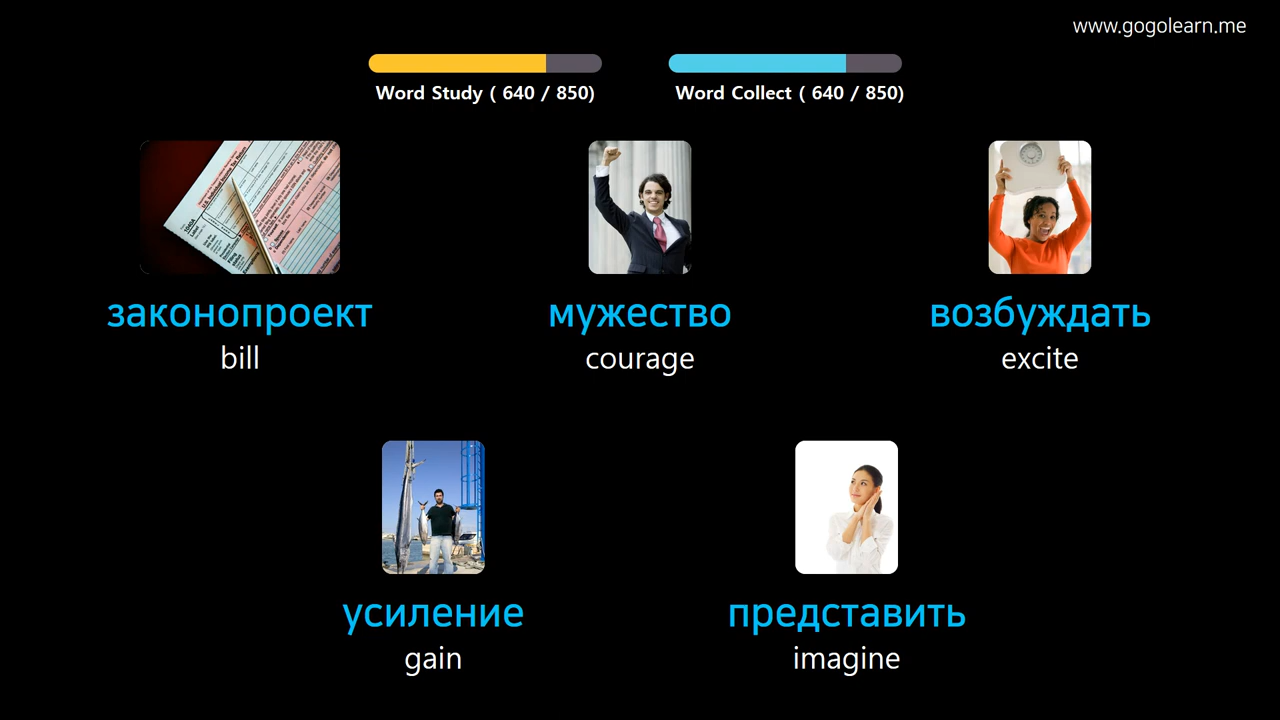 www.gogolearn.me
Word Study ( 640 / 850)
Word Collect ( 640 / 850)
законопроект
bill
мужество
courage
возбуждать
excite
усиление
gain
представить
imagine